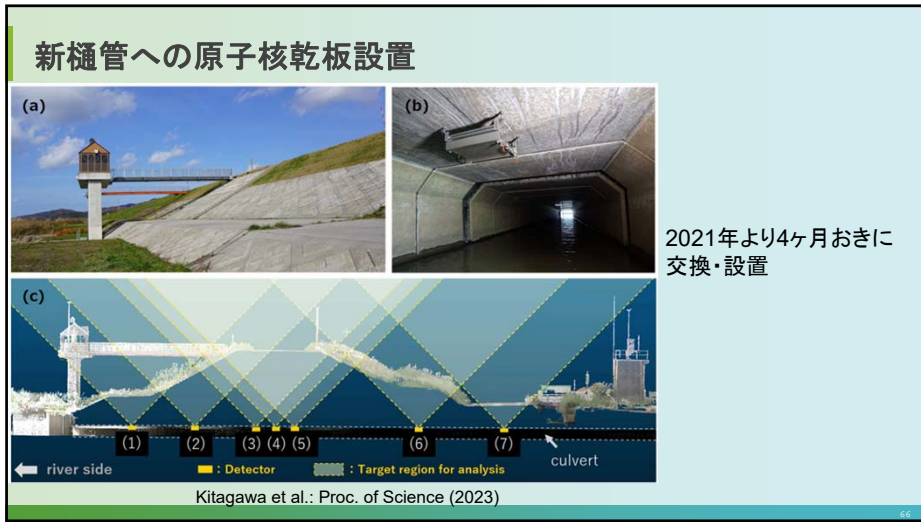 新樋管への原子核乾板設置
(a)
(b)
2021年より4ヶ月おきに
交換・設置
(c)
(1) (2) (3) (4) (5) (6) (7)
river side
: Detector
: Target region for analysis
culvert
Kitagawa et al.: Proc. of Science (2023)
66